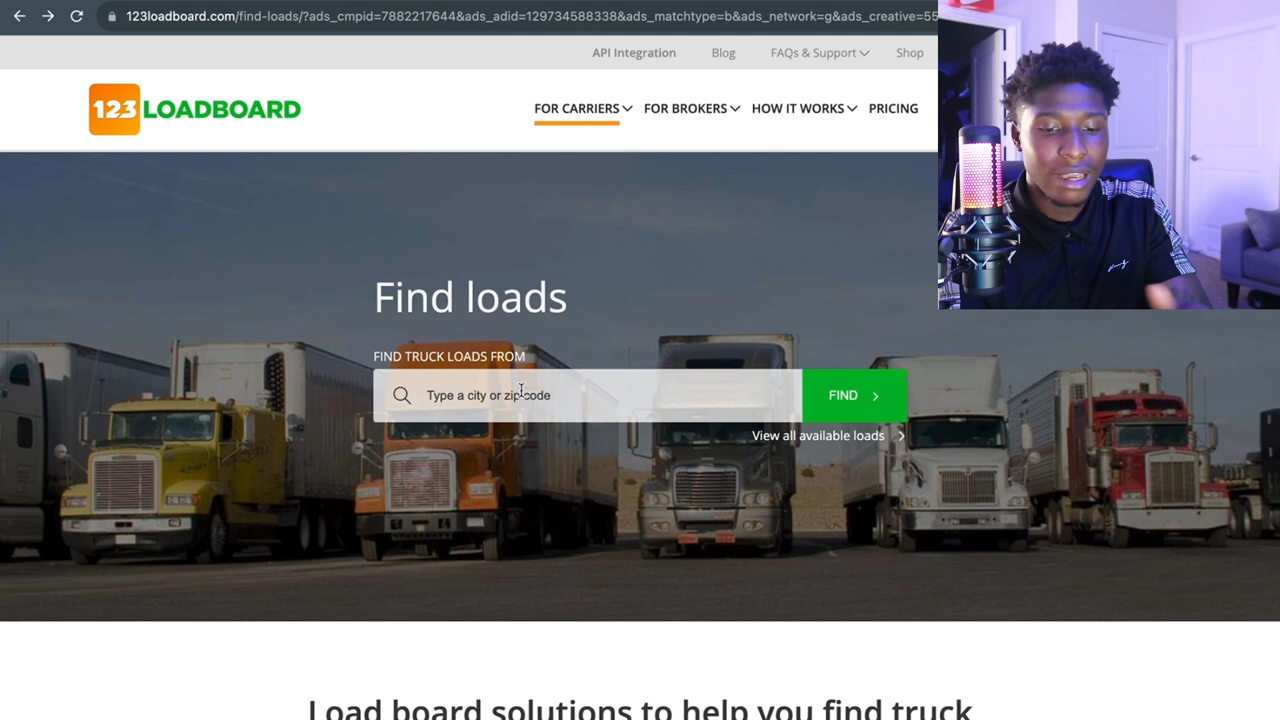 123loadboard.com/find-loads/?ads_cmpid=7882217644&ads_adid=129734588338&ads_matchtype=b&ads_network=g&ads_creative=55
API Integration Blog FAQs & Support Shop
123 LOADBOARD
FOR CARRIERS FOR BROKERS HOW IT WORKS PRICING
Find loads
FIND TRUCK LOADS FROM
Type a city or zip code FIND
View all available loads
Load board solutions to help you find truck